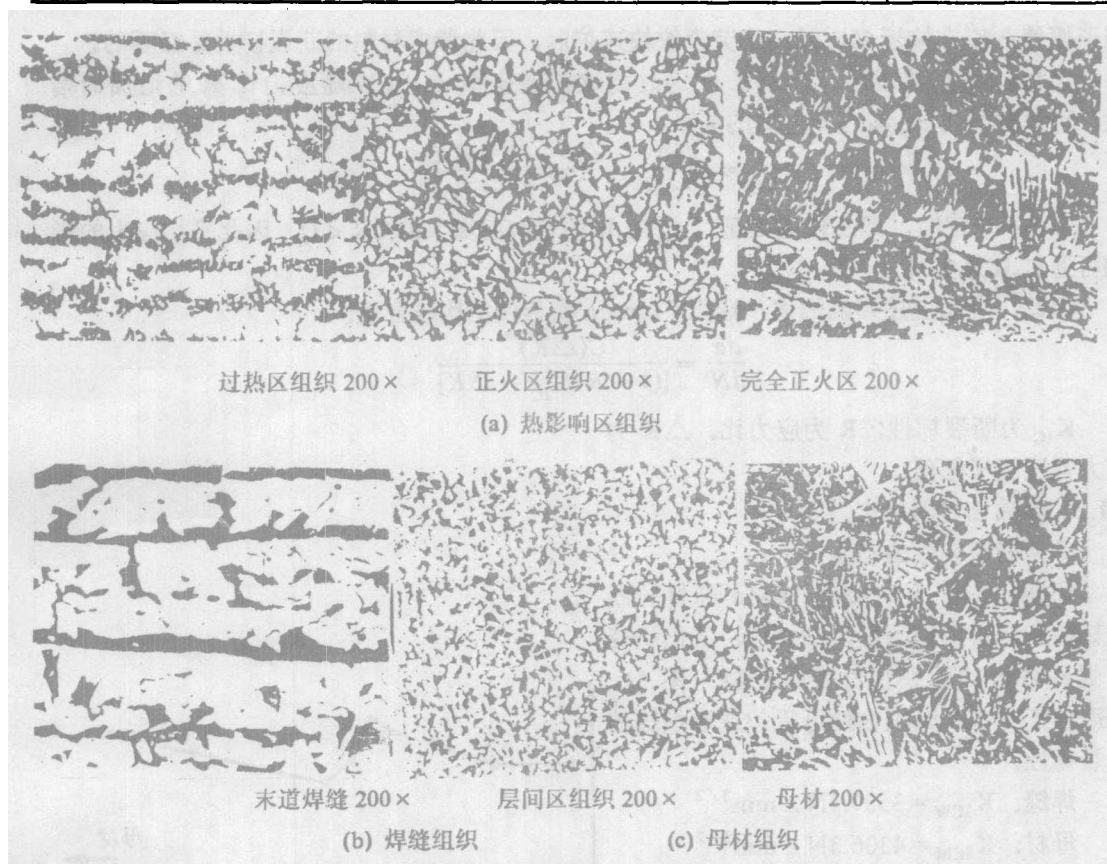 过热区组织 200× 正火区组织 200× 完全正火区 200×
(a) 热影响区组织
末道焊缝 200× 层间区组织 200× 母材 200×
(b) 焊缝组织 (c) 母材组织